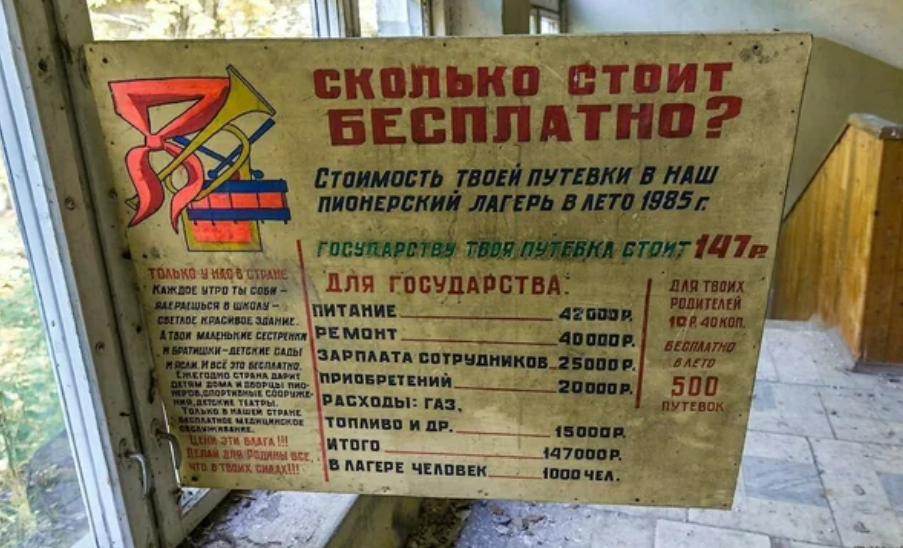 СКОЛЬКО СТОИТ
БЕСПЛАТНО?
СТОИМОСТЬ ТВОЕЙ ПУТЕВКИ В НАШ
ПИОНЕРСКИЙ ЛАГЕРЬ В ЛЕТО 1985 г.
ГОСУДАРСТВУ ТВОЯ ПУТЕВКА СТОИТ 147 Р.
ТОЛЬКО У НАС В СТРАНЕ
КАЖДОЕ УТРО ТЫ СОБИ-
РАЕШЬСЯ В ШКОЛУ-
СВЕТЛОЕ КРАСИВОЕ ЗДАНИЕ.
А ТВОИ МАЛЕНЬКИЕ СЕСТРЕНКИ
И БРАТИШКИ-ДЕТСКИЕ САДЫ
И ЯСЛИ. И ВСЁ ЭТО БЕСПЛАТНО.
ЕЖЕГОДНО СТРАНА ДАРИТ
ДЕТЯМ ДОМА И ДВОРЦЫ ПИО-
НЕРОВ, СПОРТИВНЫЕ СООРУЖЕ-
НИЯ, ДЕТСКИЕ ТЕАТРЫ.
ТОЛЬКО В НАШЕЙ СТРАНЕ
БЕСПЛАТНОЕ МЕДИЦИНСКОЕ
ОБСЛУЖИВАНИЕ.
ЦЕНИ ЭТИ БЛАГА!!!
ДЕЛАЙ ДЛЯ РОДИНЫ ВСЕ,
ЧТО В ТВОИХ СИЛАХ!!!
ДЛЯ ГОСУДАРСТВА:
ПИТАНИЕ 42000 Р.
РЕМОНТ 40000 Р.
ЗАРПЛАТА СОТРУДНИКОВ 25000 Р.
ПРИОБРЕТЕНИЙ 20000 Р.
РАСХОДЫ: ГАЗ,
ТОПЛИВО И ДР. 15000 Р.
ИТОГО 147000 Р.
В ЛАГЕРЕ ЧЕЛОВЕК 1000 ЧЕЛ.
ДЛЯ ТВОИХ
РОДИТЕЛЕЙ
10 Р. 40 КОП.
БЕСПЛАТНО
В ЛЕТО
500
ПУТЕВОК